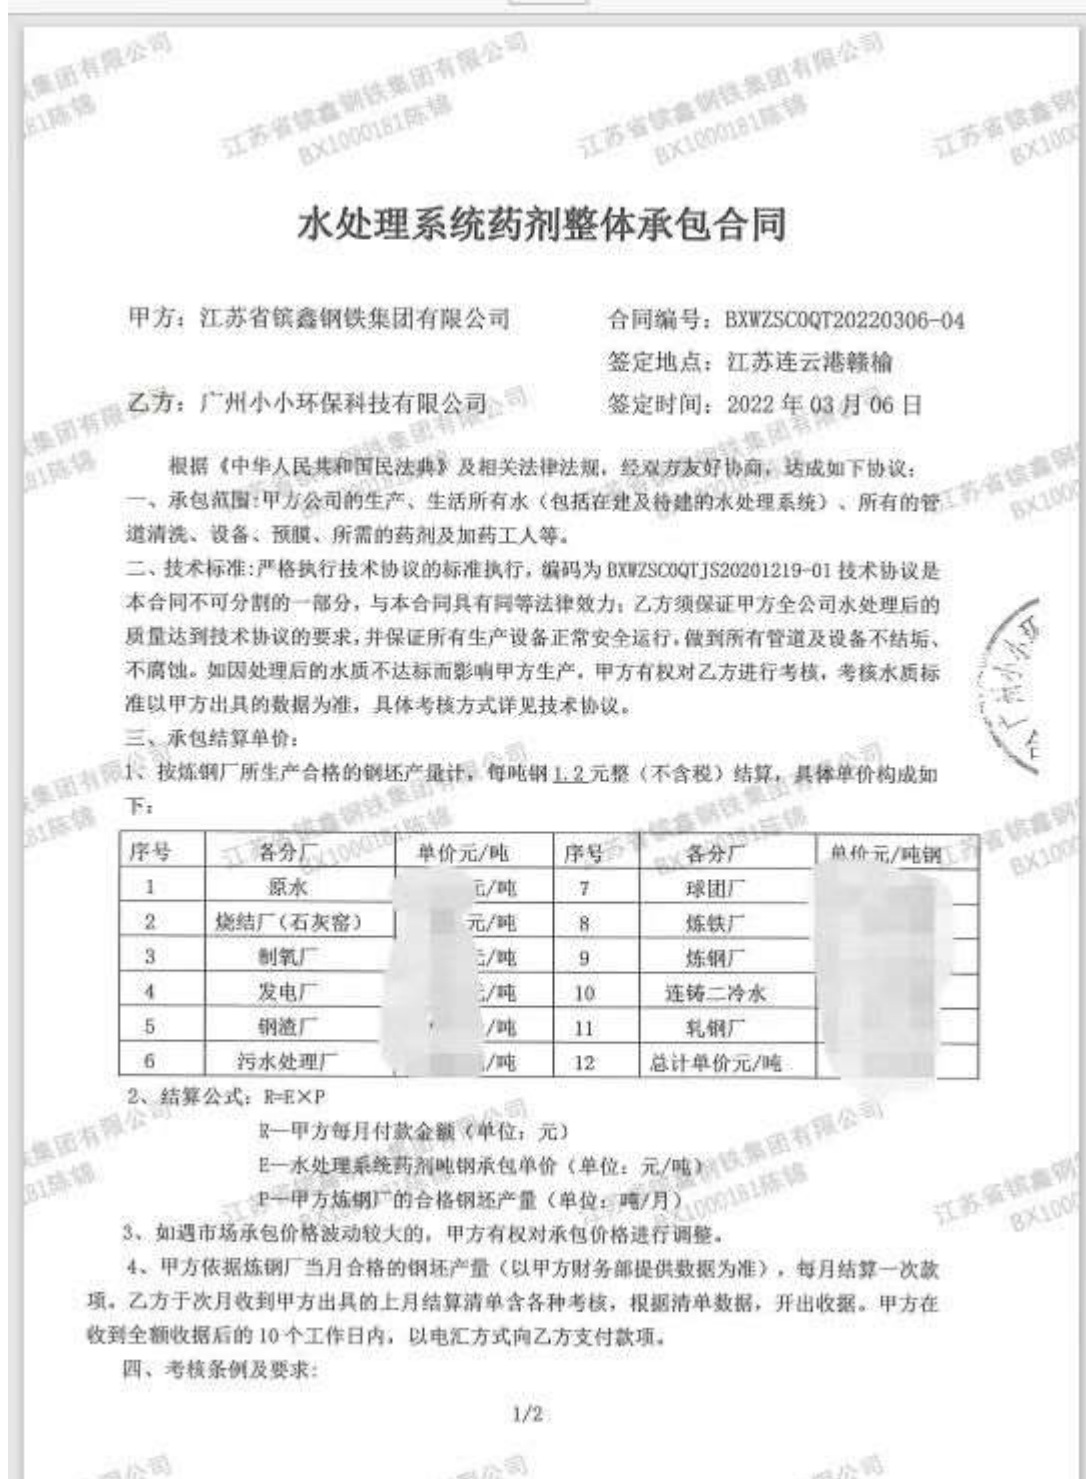 水处理系统药剂整体承包合同
甲方：江苏省镔鑫钢铁集团有限公司
合同编号：BXWZSCOQT20220306-04
签定地点：江苏连云港赣榆
乙方：广州小小环保科技有限公司
签定时间：2022 年 03 月 06 日
根据《中华人民共和国民法典》及相关法律法规，经双方友好协商，达成如下协议：
一、承包范围:甲方公司的生产、生活所有水（包括在建及待建的水处理系统）、所有的管
道清洗、设备、预膜、所需的药剂及加药工人等。
二、技术标准:严格执行技术协议的标准执行，编码为 BXWZSCOQTJS20201219-01 技术协议是
本合同不可分割的一部分，与本合同具有同等法律效力；乙方须保证甲方全公司水处理后的
质量达到技术协议的要求，并保证所有生产设备正常安全运行，做到所有管道及设备不结垢、
不腐蚀。如因处理后的水质不达标而影响甲方生产，甲方有权对乙方进行考核，考核水质标
准以甲方出具的数据为准，具体考核方式详见技术协议。
三、承包结算单价：
1、按炼钢厂所生产合格的钢坯产量计，每吨钢 1.2 元整（不含税）结算，具体单价构成如
下：
序号 各分厂 单价元/吨 序号 各分厂 单价元/吨钢
1 原水 元/吨 7 球团厂
2 烧结厂（石灰窑） 元/吨 8 炼铁厂
3 制氧厂 /吨 9 炼钢厂
4 发电厂 /吨 10 连铸二冷水
5 钢渣厂 /吨 11 轧钢厂
6 污水处理厂 /吨 12 总计单价元/吨
2、结算公式：R=E×P
R—甲方每月付款金额（单位：元）
E—水处理系统药剂吨钢承包单价（单位：元/吨）
P—甲方炼钢厂的合格钢坯产量（单位：吨/月）
3、如遇市场承包价格波动较大的，甲方有权对承包价格进行调整。
4、甲方依据炼钢厂当月合格的钢坯产量（以甲方财务部提供数据为准），每月结算一次款
项。乙方于次月收到甲方出具的上月结算清单含各种考核，根据清单数据，开出收据。甲方在
收到全额收据后的 10 个工作日内，以电汇方式向乙方支付款项。
四、考核条例及要求:
1/2
江苏省镔鑫钢铁集团有限公司
BX1000181陈锦